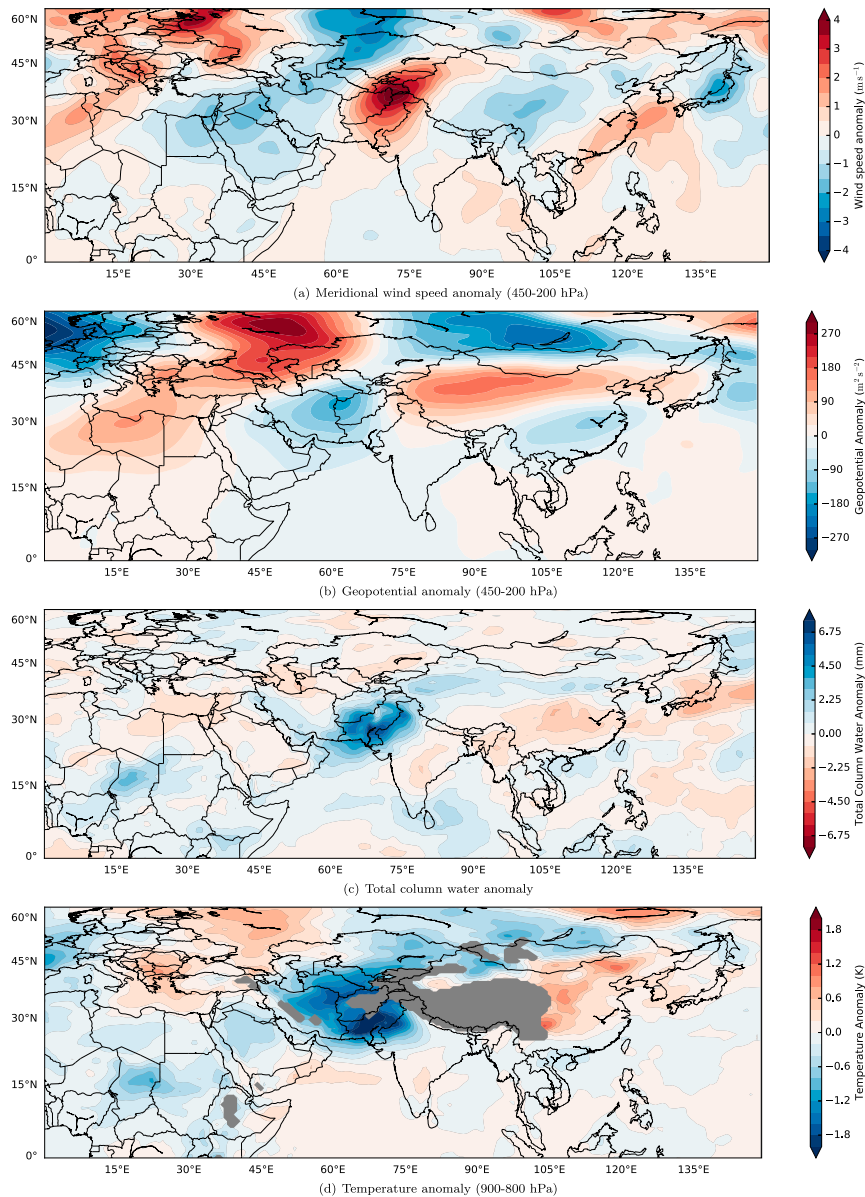 60°N
45°N
30°N
15°N
0°
15°E 30°E 45°E 60°E 75°E 90°E 105°E 120°E 135°E
4
3
2
1
0
−1
−2
−3
−4
Wind speed anomaly (m s⁻¹)
(a) Meridional wind speed anomaly (450-200 hPa)
60°N
45°N
30°N
15°N
0°
15°E 30°E 45°E 60°E 75°E 90°E 105°E 120°E 135°E
270
180
90
0
−90
−180
−270
Geopotential Anomaly (m² s⁻²)
(b) Geopotential anomaly (450-200 hPa)
60°N
45°N
30°N
15°N
0°
15°E 30°E 45°E 60°E 75°E 90°E 105°E 120°E 135°E
6.75
4.50
2.25
0.00
−2.25
−4.50
−6.75
Total Column Water Anomaly (mm)
(c) Total column water anomaly
60°N
45°N
30°N
15°N
0°
15°E 30°E 45°E 60°E 75°E 90°E 105°E 120°E 135°E
1.8
1.2
0.6
0.0
−0.6
−1.2
−1.8
Temperature Anomaly (K)
(d) Temperature anomaly (900-800 hPa)